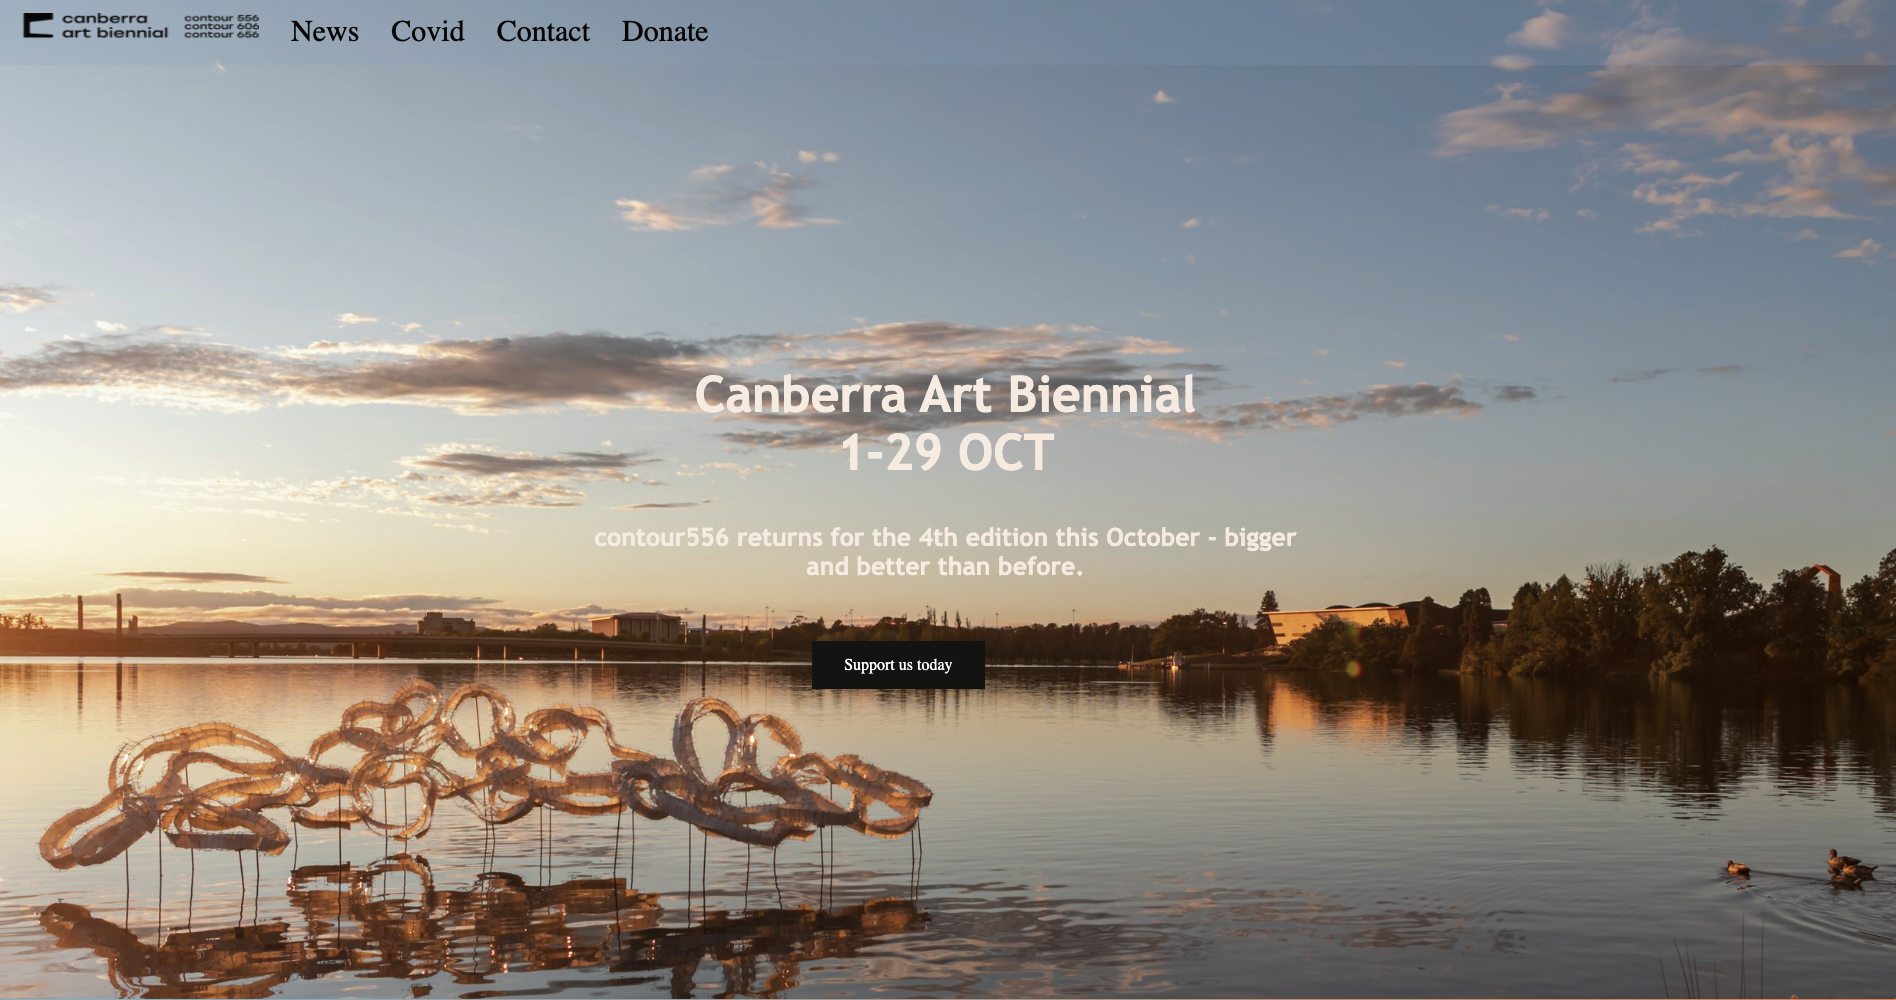 canberra
art biennial
contour 556
contour 606
contour 656
News Covid Contact Donate
Canberra Art Biennial
1-29 OCT
contour556 returns for the 4th edition this October - bigger
and better than before.
Support us today